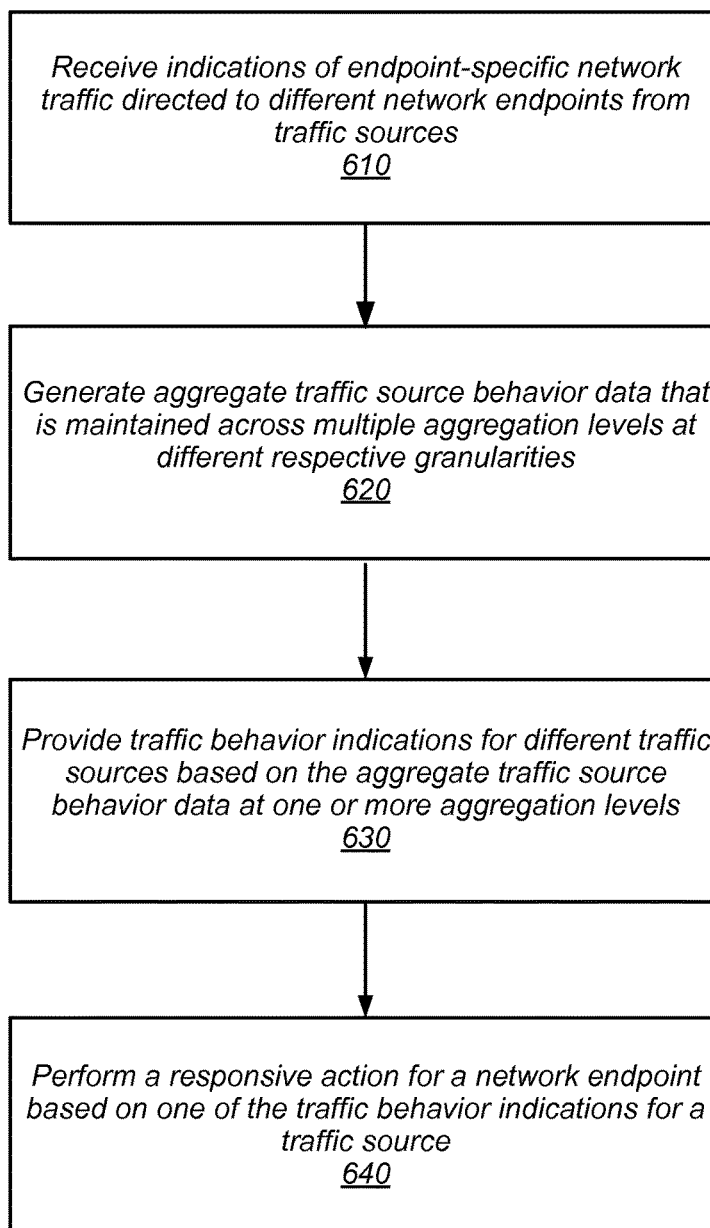 Receive indications of endpoint-specific network
traffic directed to different network endpoints from
traffic sources
610
Generate aggregate traffic source behavior data that
is maintained across multiple aggregation levels at
different respective granularities
620
Provide traffic behavior indications for different traffic
sources based on the aggregate traffic source
behavior data at one or more aggregation levels
630
Perform a responsive action for a network endpoint
based on one of the traffic behavior indications for a
traffic source
640